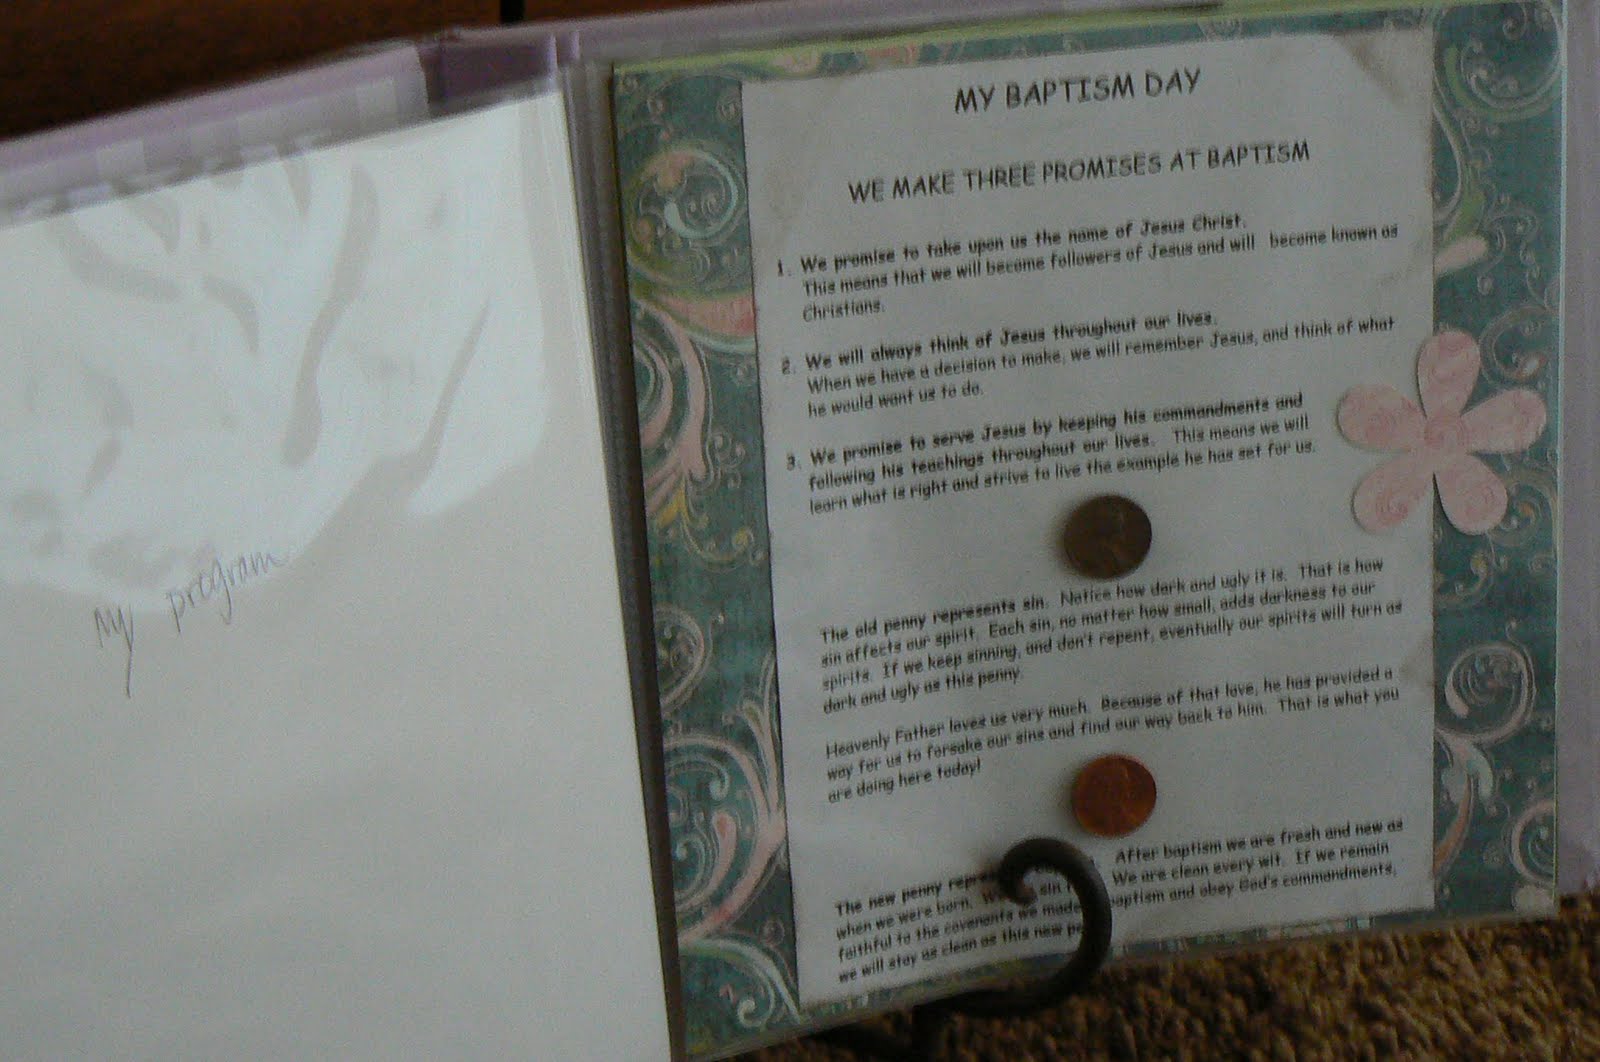 My program
MY BAPTISM DAY
WE MAKE THREE PROMISES AT BAPTISM
1. We promise to take upon us the name of Jesus Christ.
This means that we will become followers of Jesus and will become known as
Christians.
2. We will always think of Jesus throughout our lives.
When we have a decision to make, we will remember Jesus, and think of what
he would want us to do.
3. We promise to serve Jesus by keeping his commandments and
following his teachings throughout our lives. This means we will
learn what is right and strive to live the example he has set for us.
The old penny represents sin. Notice how dark and ugly it is. That is how
sin affects our spirit. Each sin, no matter how small, adds darkness to our
spirits. If we keep sinning, and don't repent, eventually our spirits will turn as
dark and ugly as this penny.
Heavenly Father loves us very much. Because of that love, he has provided a
way for us to forsake our sins and find our way back to him. That is what you
are doing here today!
The new penny After baptism we are fresh and new as
when we were born. sin We are clean every wit. If we remain
faithful to the covenants we made baptism and obey God's commandments,
we will stay as clean as this new